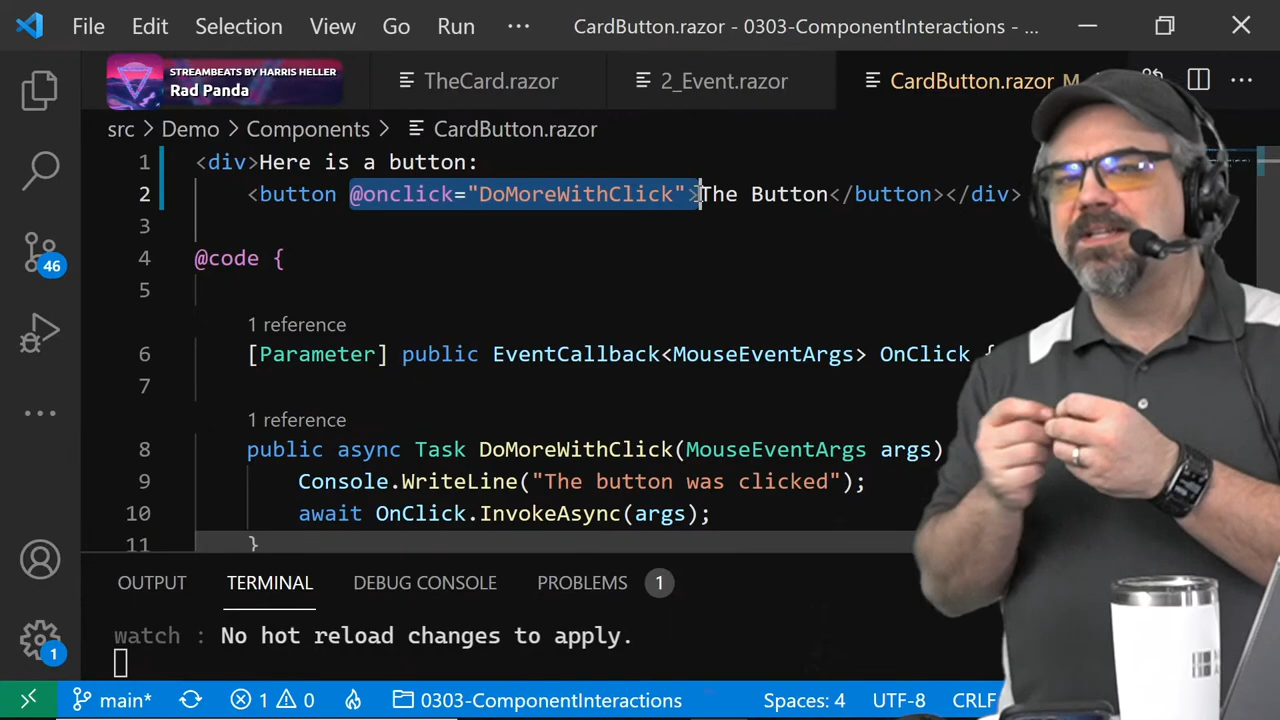 File Edit Selection View Go Run ··· CardButton.razor - 0303-ComponentInteractions - ...
STREAMBEATS BY HARRIS HELLER
Rad Panda
TheCard.razor 2_Event.razor CardButton.razor M
src > Demo > Components > CardButton.razor
1 <div>Here is a button:
2 <button @onclick="DoMoreWithClick">The Button</button></div>
3
4 @code {
5
1 reference
6 [Parameter] public EventCallback<MouseEventArgs> OnClick {
7
1 reference
8 public async Task DoMoreWithClick(MouseEventArgs args)
9 Console.WriteLine("The button was clicked");
10 await OnClick.InvokeAsync(args);
11 }
46
OUTPUT TERMINAL DEBUG CONSOLE PROBLEMS 1
watch : No hot reload changes to apply.
1
main* 1 0 0303-ComponentInteractions Spaces: 4 UTF-8 CRLF